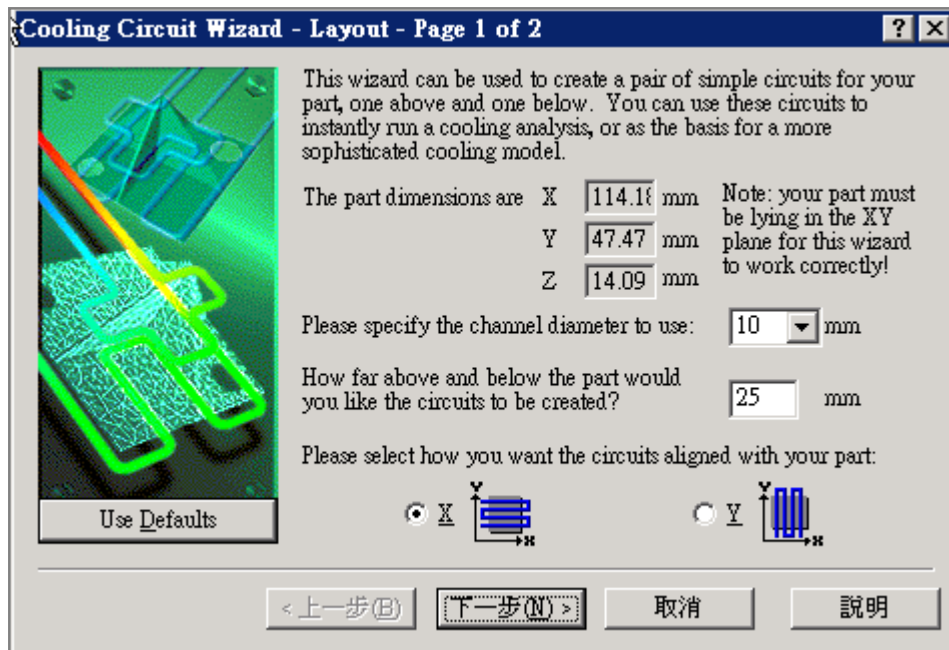 Cooling Circuit Wizard - Layout - Page 1 of 2
This wizard can be used to create a pair of simple circuits for your
part, one above and one below. You can use these circuits to
instantly run a cooling analysis, or as the basis for a more
sophisticated cooling model.
The part dimensions are X 114.18 mm
Y 47.47 mm
Z 14.09 mm
Note: your part must
be lying in the XY
plane for this wizard
to work correctly!
Please specify the channel diameter to use: 10 mm
How far above and below the part would
you like the circuits to be created? 25 mm
Please select how you want the circuits aligned with your part:
X Y X
Y Y X
Use Defaults
<上一步(B) 下一步(N)> 取消 說明